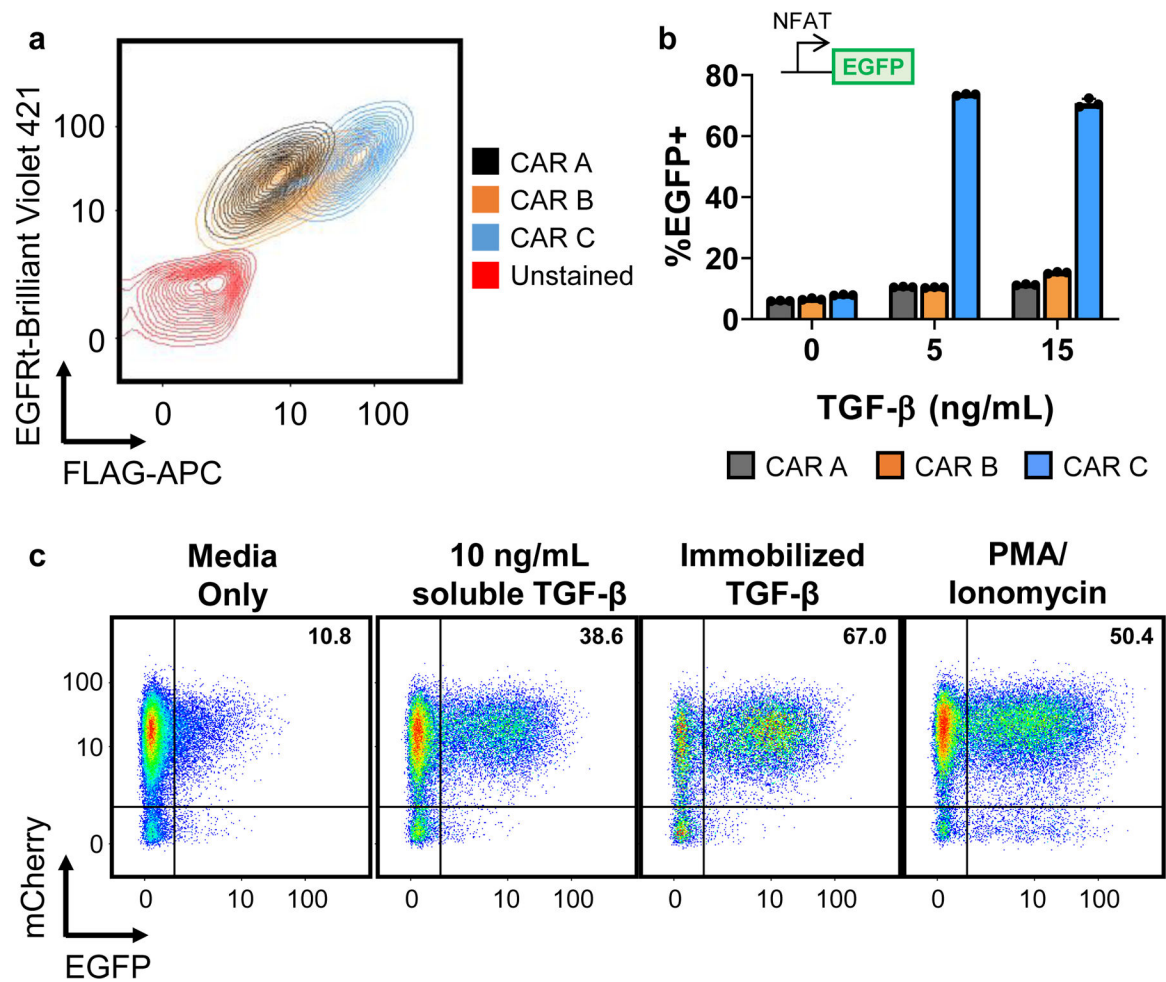 a
EGFRt-Brilliant Violet 421
100
10
0
0 10 100
FLAG-APC
CAR A
CAR B
CAR C
Unstained
b
NFAT
EGFP
%EGFP+
80
60
40
20
0
0 5 15
TGF-β (ng/mL)
CAR A CAR B CAR C
c
Media
Only
10 ng/mL
soluble TGF-β
Immobilized
TGF-β
PMA/
Ionomycin
10.8 38.6 67.0 50.4
mCherry
100
10
0
0 10 100 0 10 100 0 10 100 0 10 100
EGFP